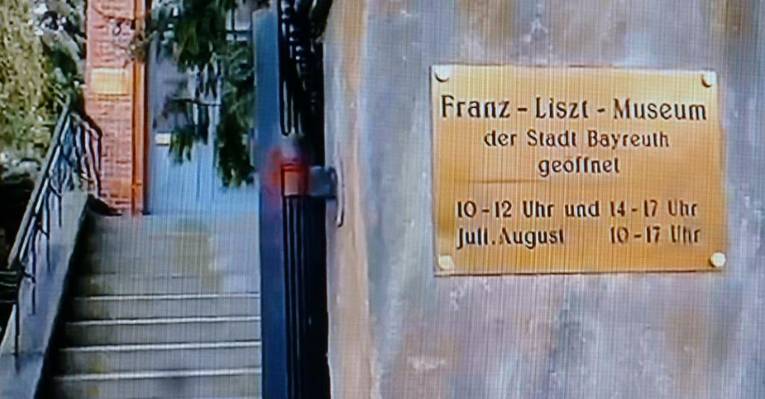 Franz-Liszt-Museum
der Stadt Bayreuth
geöffnet
10-12 Uhr und 14-17 Uhr
Juli.August 10-17 Uhr